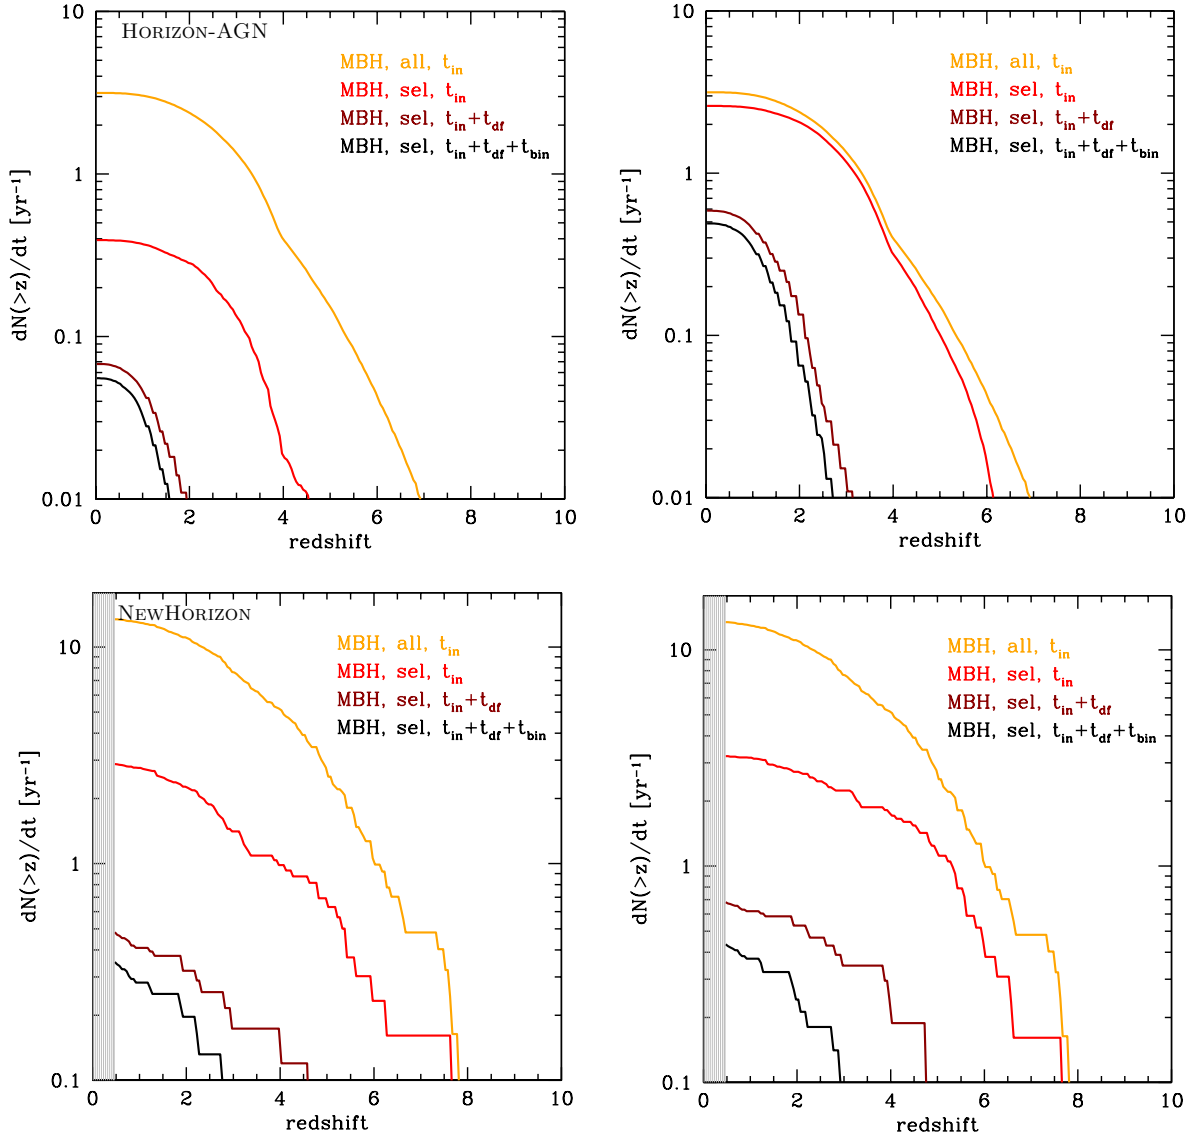 HORIZON-AGN
MBH, all, t_in
MBH, sel, t_in
MBH, sel, t_in+t_df
MBH, sel, t_in+t_df+t_bin
10
1
0.1
0.01
dN(>z)/dt [yr⁻¹]
0 2 4 6 8 10
redshift
MBH, all, t_in
MBH, sel, t_in
MBH, sel, t_in+t_df
MBH, sel, t_in+t_df+t_bin
10
1
0.1
0.01
dN(>z)/dt [yr⁻¹]
0 2 4 6 8 10
redshift
NEWHORIZON
MBH, all, t_in
MBH, sel, t_in
MBH, sel, t_in+t_df
MBH, sel, t_in+t_df+t_bin
10
1
0.1
dN(>z)/dt [yr⁻¹]
0 2 4 6 8 10
redshift
MBH, all, t_in
MBH, sel, t_in
MBH, sel, t_in+t_df
MBH, sel, t_in+t_df+t_bin
10
1
0.1
dN(>z)/dt [yr⁻¹]
0 2 4 6 8 10
redshift